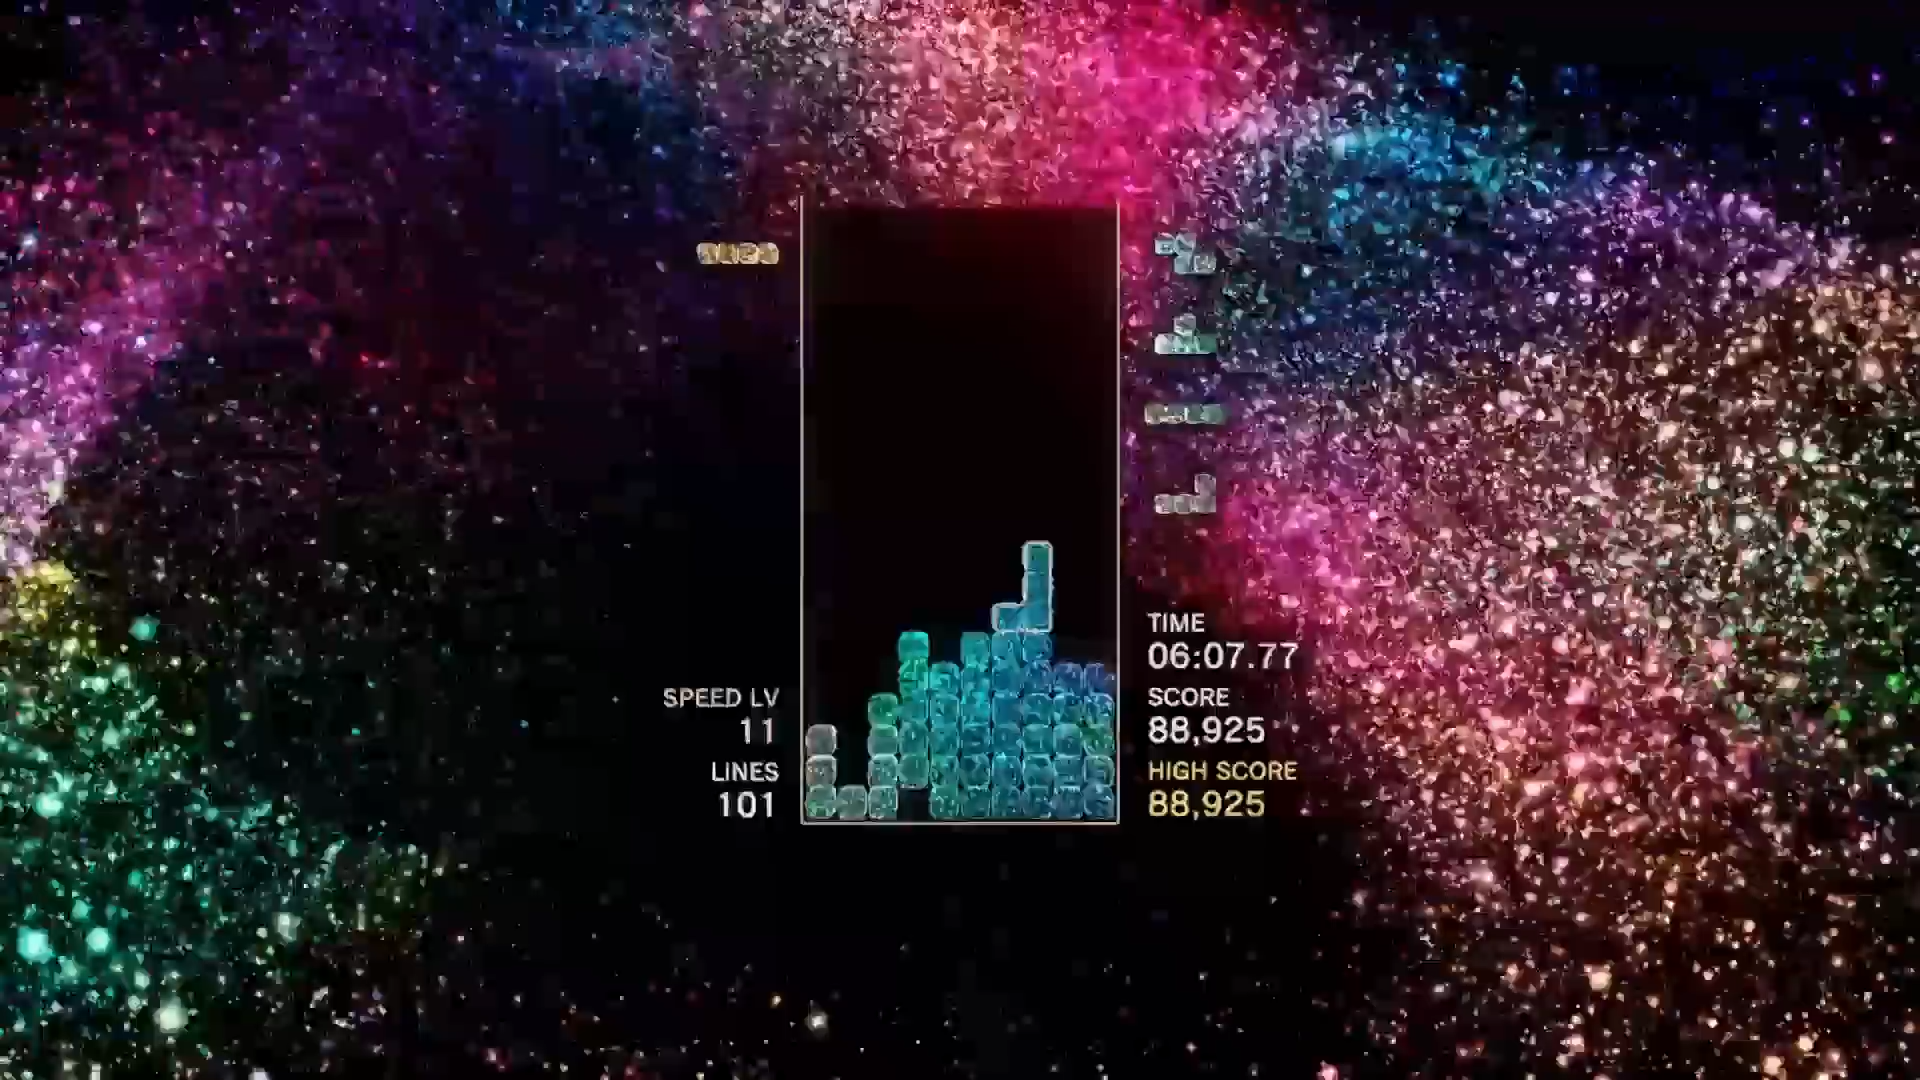 SPEED LV
11
LINES
101
TIME
06:07.77
SCORE
88,925
HIGH SCORE
88,925